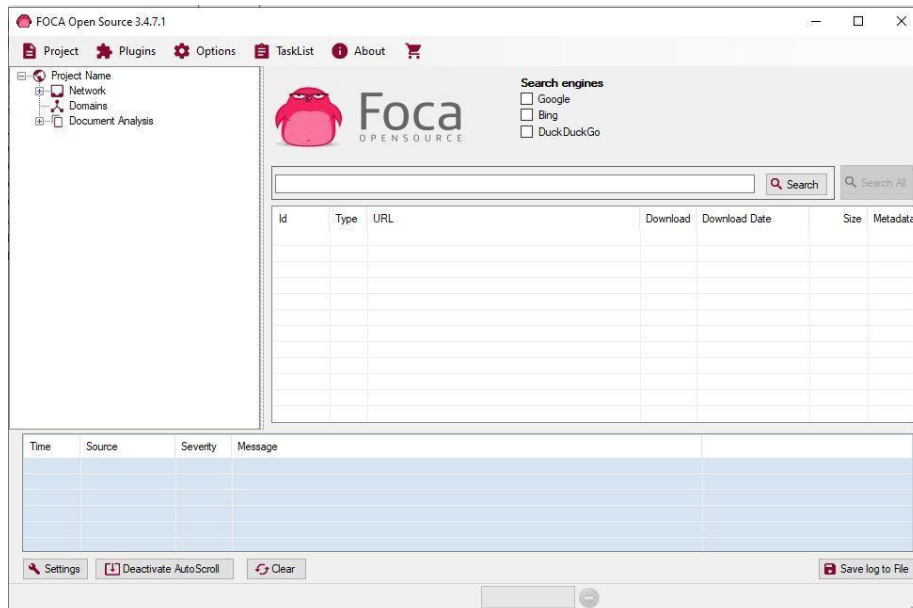 FOCA Open Source 3.4.7.1
Project Plugins Options TaskList About
Project Name
Network
Domains
Document Analysis
Foca
OPENSOURCE
Search engines
Google
Bing
DuckDuckGo
Search Search All
Id Type URL Download Download Date Size Metadata
Time Source Severity Message
Settings Deactivate AutoScroll Clear Save log to File